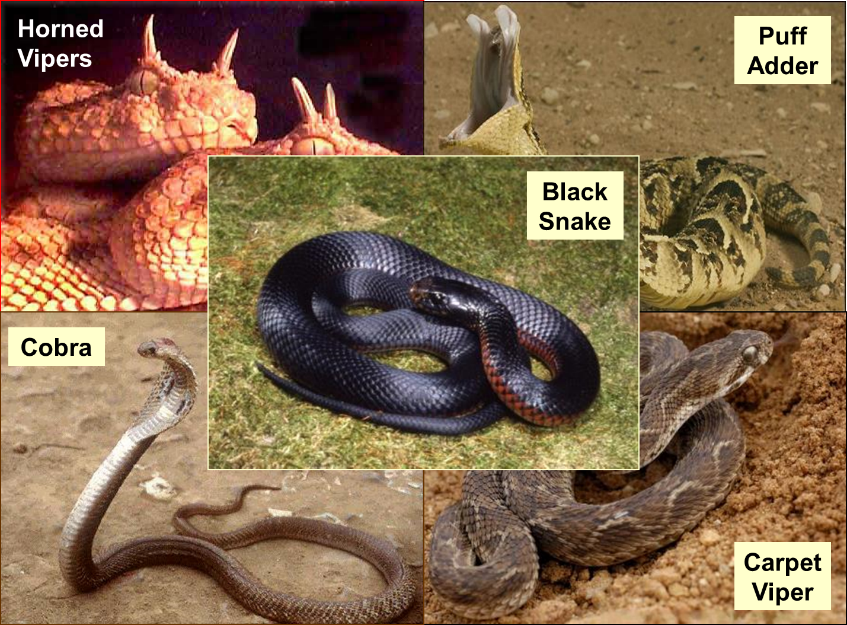 Horned
Vipers
Puff
Adder
Black
Snake
Cobra
Carpet
Viper